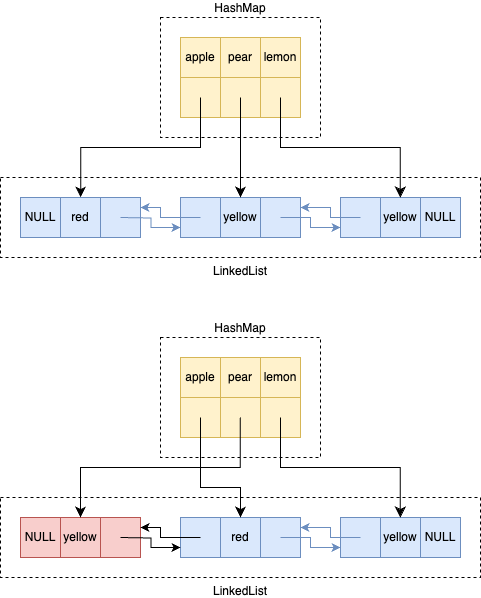 HashMap
apple pear lemon
NULL red yellow yellow NULL
LinkedList
HashMap
apple pear lemon
NULL yellow red yellow NULL
LinkedList